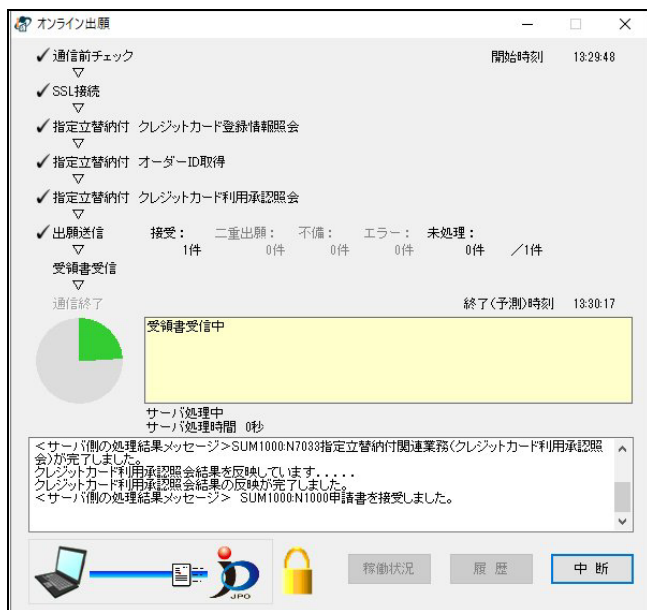 オンライン出願
通信前チェック 開始時刻 13:29:48
▽
SSL接続
▽
指定立替納付 クレジットカード登録情報照会
▽
指定立替納付 オーダーID取得
▽
指定立替納付 クレジットカード利用承認照会
▽
出願送信 接受: 二重出願: 不備: エラー: 未処理:
▽ 1件 0件 0件 0件 0件 /1件
受領書受信
▽
通信終了 終了(予測)時刻 13:30:17
受領書受信中
サーバ処理中
サーバ処理時間 0秒
<サーバ側の処理結果メッセージ>SUM1000:N7033指定立替納付関連業務(クレジットカード利用承認照
会)が完了しました。
クレジットカード利用承認照会結果を反映しています.....
クレジットカード利用承認照会結果の反映が完了しました。
<サーバ側の処理結果メッセージ> SUM1000:N1000申請書を接受しました。
JPO 稼働状況 履歴 中断